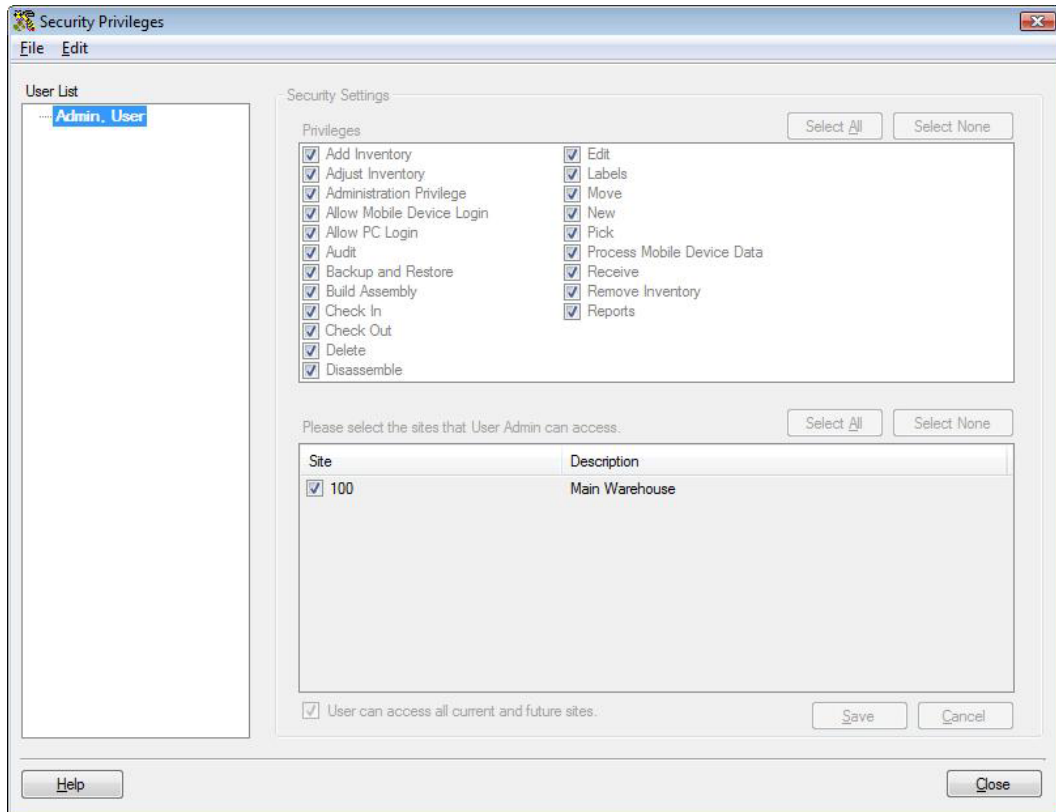 Security Privileges
File Edit
User List
Admin, User
Security Settings
Privileges
Select All Select None
Add Inventory
Adjust Inventory
Administration Privilege
Allow Mobile Device Login
Allow PC Login
Audit
Backup and Restore
Build Assembly
Check In
Check Out
Delete
Disassemble
Edit
Labels
Move
New
Pick
Process Mobile Device Data
Receive
Remove Inventory
Reports
Please select the sites that User Admin can access.
Select All Select None
Site Description
100 Main Warehouse
User can access all current and future sites.
Save Cancel
Help Close